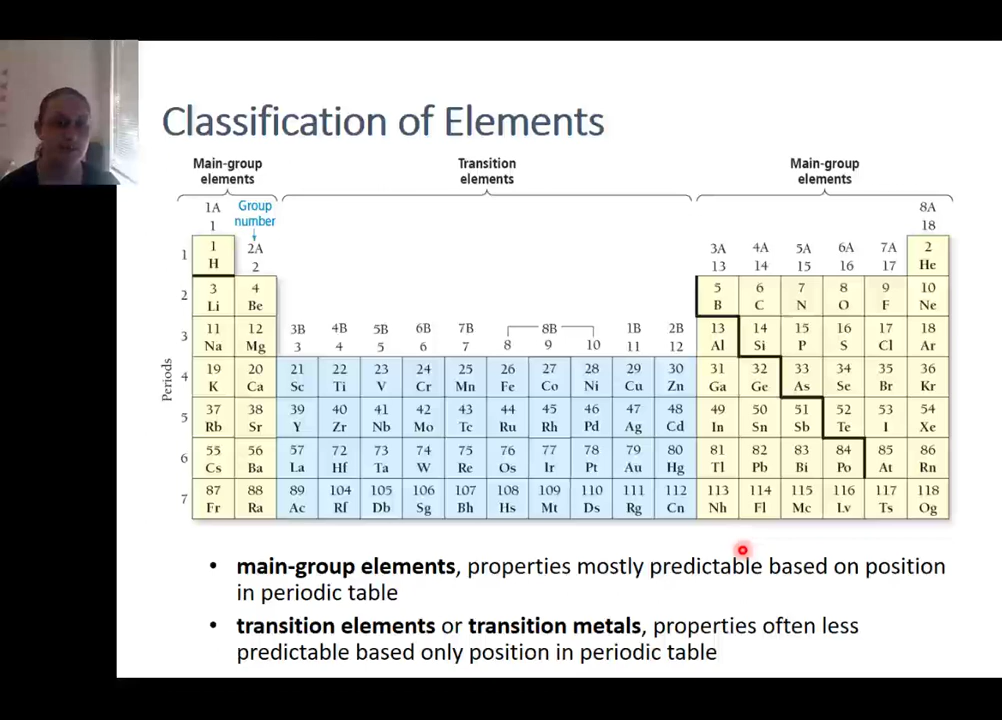 Classification of Elements
Main-group
elements
Transition
elements
Main-group
elements
1A Group 8A
1 number 18
1 1 2A 3A 4A 5A 6A 7A 2
H 2 13 14 15 16 17 He
2 3 4 5 6 7 8 9 10
Li Be B C N O F Ne
3 11 12 3B 4B 5B 6B 7B 8B 1B 2B 13 14 15 16 17 18
Na Mg 3 4 5 6 7 8 9 10 11 12 Al Si P S Cl Ar
Periods
4 19 20 21 22 23 24 25 26 27 28 29 30 31 32 33 34 35 36
K Ca Sc Ti V Cr Mn Fe Co Ni Cu Zn Ga Ge As Se Br Kr
5 37 38 39 40 41 42 43 44 45 46 47 48 49 50 51 52 53 54
Rb Sr Y Zr Nb Mo Tc Ru Rh Pd Ag Cd In Sn Sb Te I Xe
6 55 56 57 72 73 74 75 76 77 78 79 80 81 82 83 84 85 86
Cs Ba La Hf Ta W Re Os Ir Pt Au Hg Tl Pb Bi Po At Rn
7 87 88 89 104 105 106 107 108 109 110 111 112 113 114 115 116 117 118
Fr Ra Ac Rf Db Sg Bh Hs Mt Ds Rg Cn Nh Fl Mc Lv Ts Og
• main-group elements, properties mostly predictable based on position
in periodic table
• transition elements or transition metals, properties often less
predictable based only position in periodic table